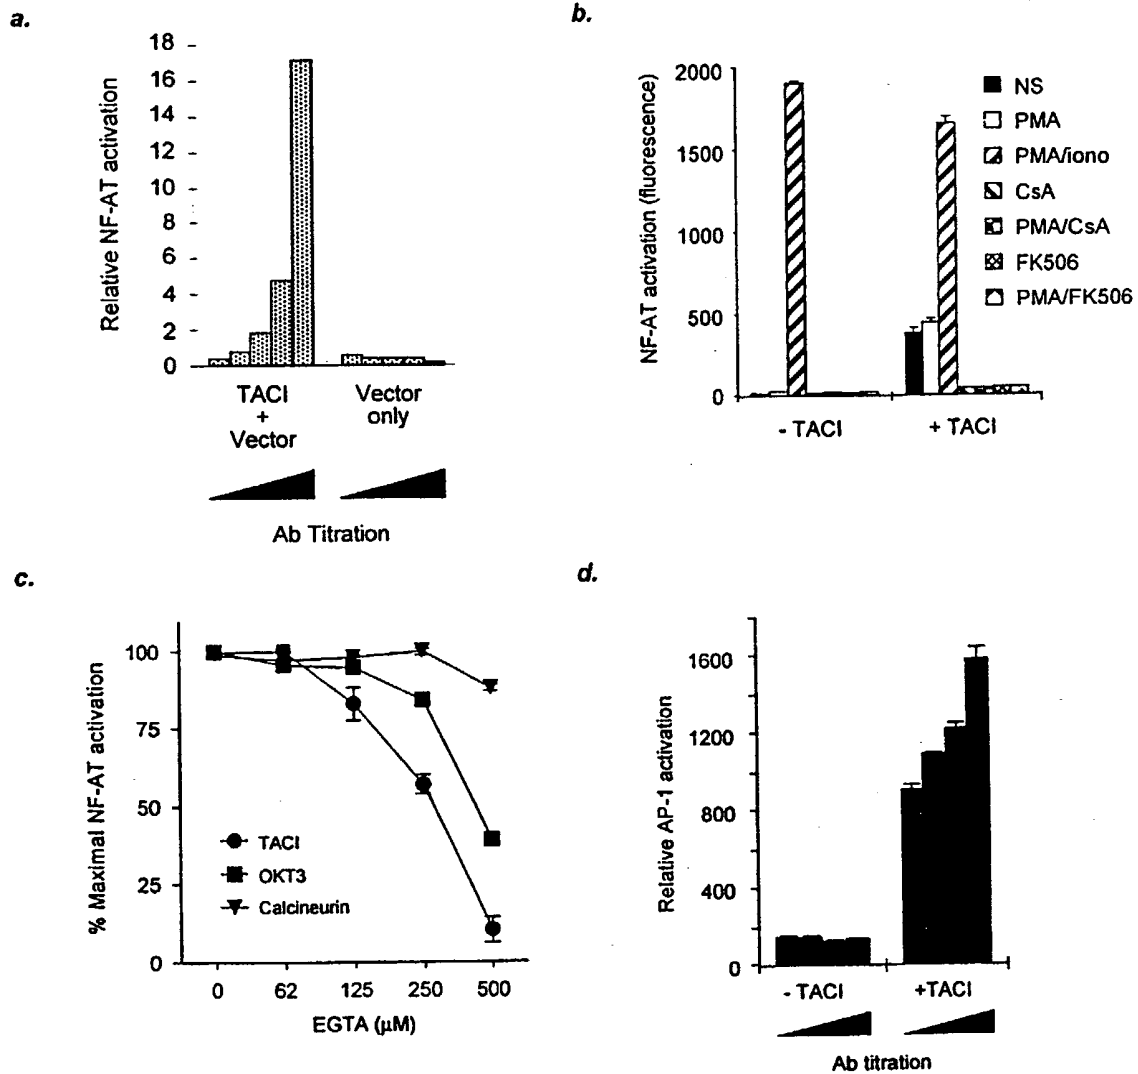 a.
Relative NF-AT activation
18
16
14
12
10
8
6
4
2
0
TACI
+
Vector
Vector
only
Ab Titration
b.
NF-AT activation (fluorescence)
2000
1500
1000
500
0
- TACI
+ TACI
NS
PMA
PMA/iono
CsA
PMA/CsA
FK506
PMA/FK506
c.
% Maximal NF-AT activation
100
75
50
25
0
TACI
OKT3
Calcineurin
0 62 125 250 500
EGTA (µM)
d.
Relative AP-1 activation
1600
1200
800
400
0
- TACI
+TACI
Ab titration